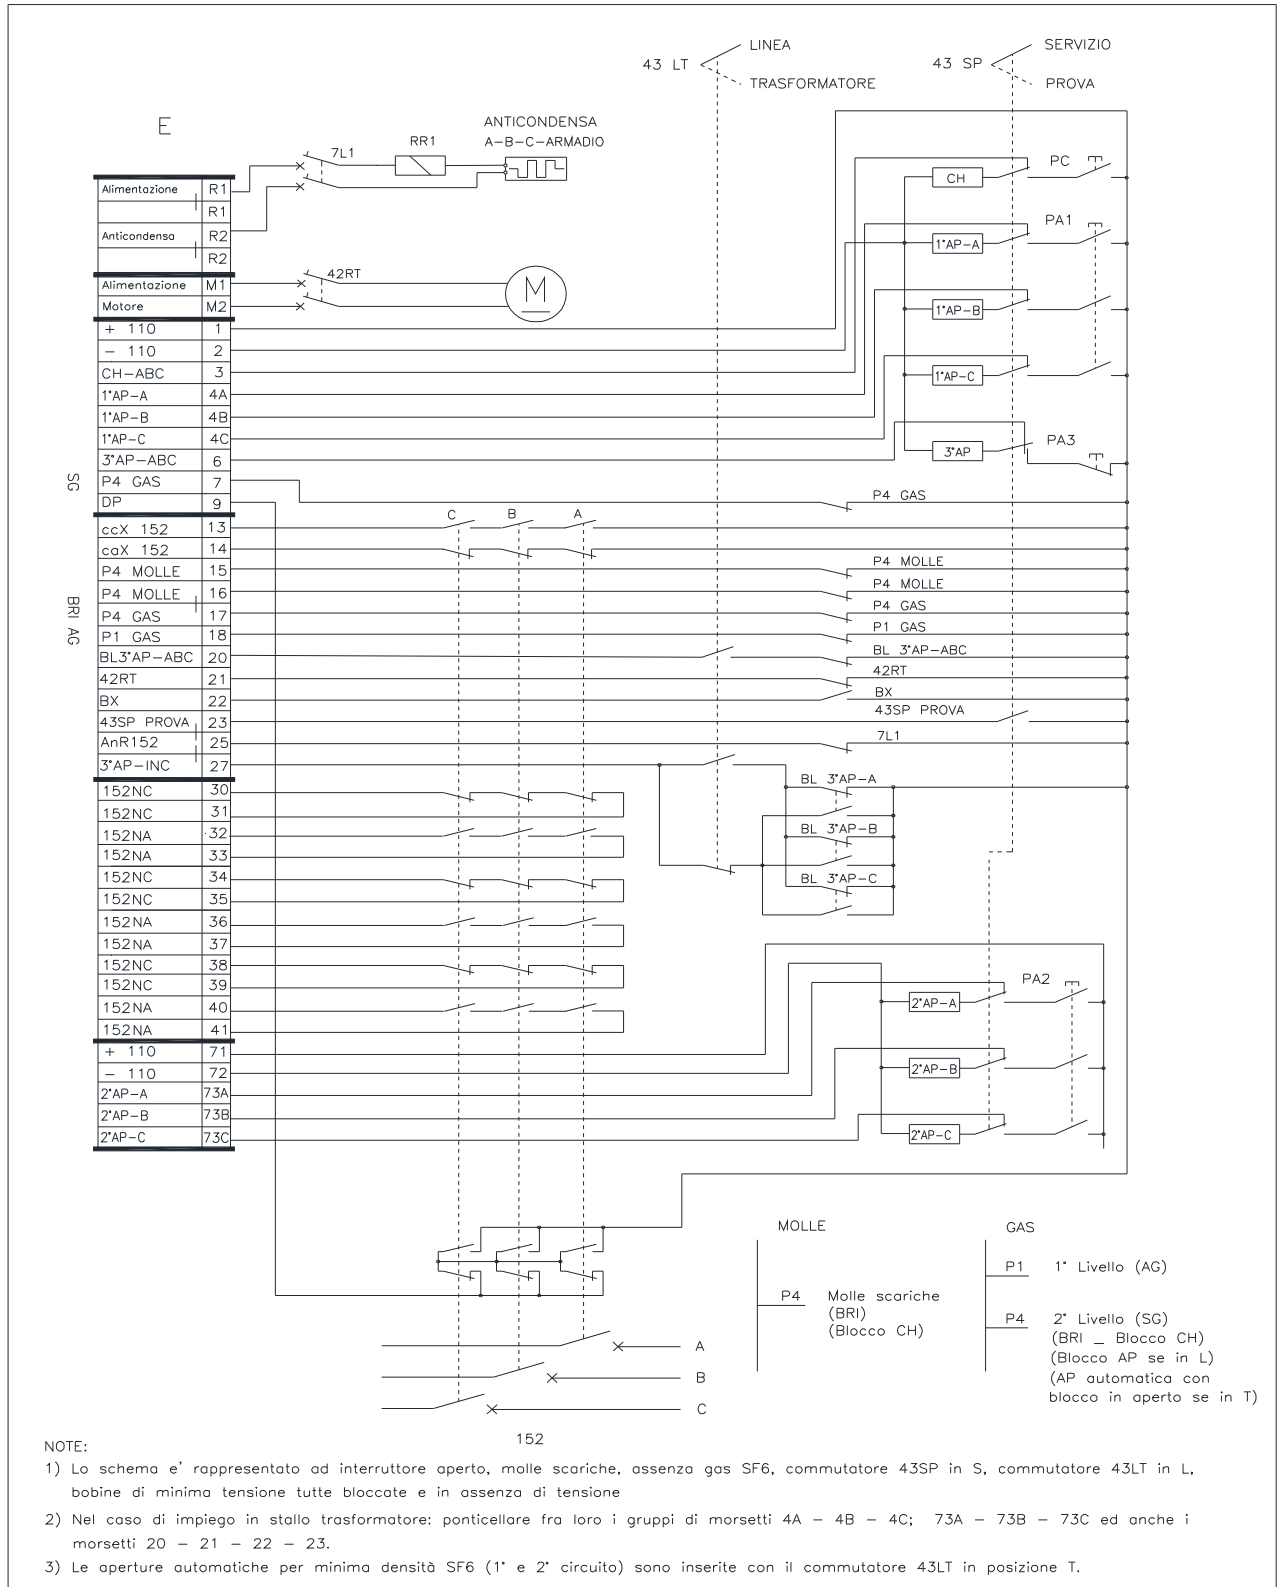 LINEA
43 LT
TRASFORMATORE
SERVIZIO
43 SP
PROVA
E
ANTICONDENSA
A-B-C-ARMADIO
7L1
RR1
PC
CH
PA1
1°AP-A
1°AP-B
1°AP-C
PA3
3°AP
42RT
M
Alimentazione R1
R1
Anticondensa R2
R2
Alimentazione M1
Motore M2
+ 110 1
- 110 2
CH-ABC 3
1°AP-A 4A
1°AP-B 4B
1°AP-C 4C
3°AP-ABC 6
P4 GAS 7
DP 9
SG
ccX 152 13
caX 152 14
P4 MOLLE 15
P4 MOLLE 16
P4 GAS 17
P1 GAS 18
BL3°AP-ABC 20
42RT 21
BX 22
43SP PROVA 23
AnR152 25
3°AP-INC 27
BRI AG
152NC 30
152NC 31
152NA 32
152NA 33
152NC 34
152NC 35
152NA 36
152NA 37
152NC 38
152NC 39
152NA 40
152NA 41
+ 110 71
- 110 72
2°AP-A 73A
2°AP-B 73B
2°AP-C 73C
C B A
P4 GAS
P4 MOLLE
P4 MOLLE
P4 GAS
P1 GAS
BL 3°AP-ABC
42RT
BX
43SP PROVA
7L1
BL 3°AP-A
BL 3°AP-B
BL 3°AP-C
PA2
2°AP-A
2°AP-B
2°AP-C
A
B
C
152
MOLLE
P4 Molle scariche
(BRI)
(Blocco CH)
GAS
P1 1° Livello (AG)
P4 2° Livello (SG)
(BRI _ Blocco CH)
(Blocco AP se in L)
(AP automatica con
blocco in aperto se in T)
NOTE:
1) Lo schema e' rappresentato ad interruttore aperto, molle scariche, assenza gas SF6, commutatore 43SP in S, commutatore 43LT in L,
bobine di minima tensione tutte bloccate e in assenza di tensione
2) Nel caso di impiego in stallo trasformatore: ponticellare fra loro i gruppi di morsetti 4A - 4B - 4C; 73A - 73B - 73C ed anche i
morsetti 20 - 21 - 22 - 23.
3) Le aperture automatiche per minima densità SF6 (1° e 2° circuito) sono inserite con il commutatore 43LT in posizione T.